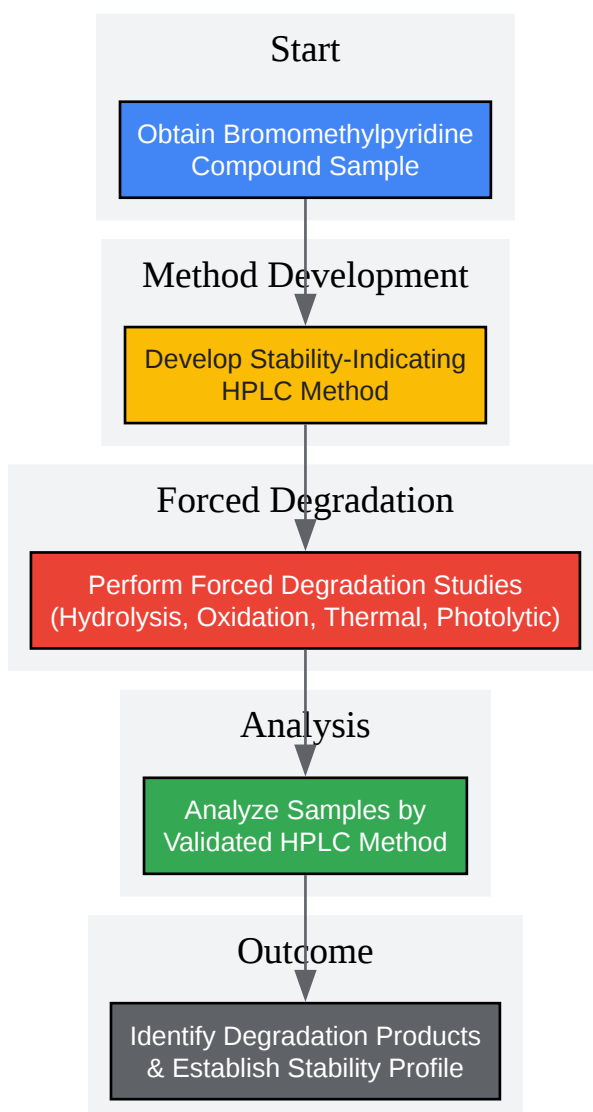 Start
Obtain Bromomethylpyridine
Compound Sample
Method Development
Develop Stability-Indicating
HPLC Method
Forced Degradation
Perform Forced Degradation Studies
(Hydrolysis, Oxidation, Thermal, Photolytic)
Analysis
Analyze Samples by
Validated HPLC Method
Outcome
Identify Degradation Products
& Establish Stability Profile